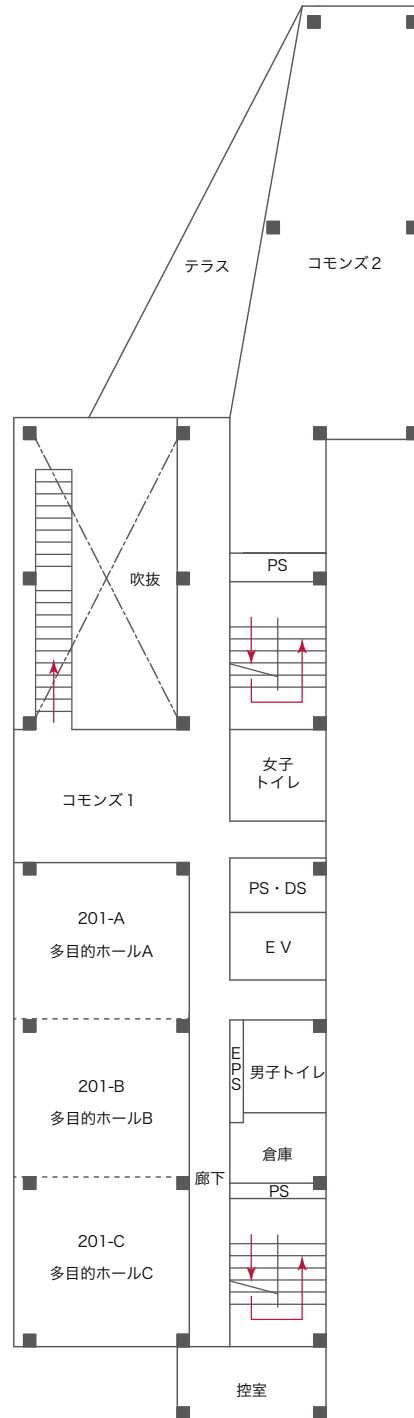 テラス
コモンズ２
吹抜
PS
女子
トイレ
コモンズ１
201-A
多目的ホールA
PS・DS
ＥＶ
201-B
多目的ホールB
EPS
男子トイレ
倉庫
廊下
PS
201-C
多目的ホールC
控室